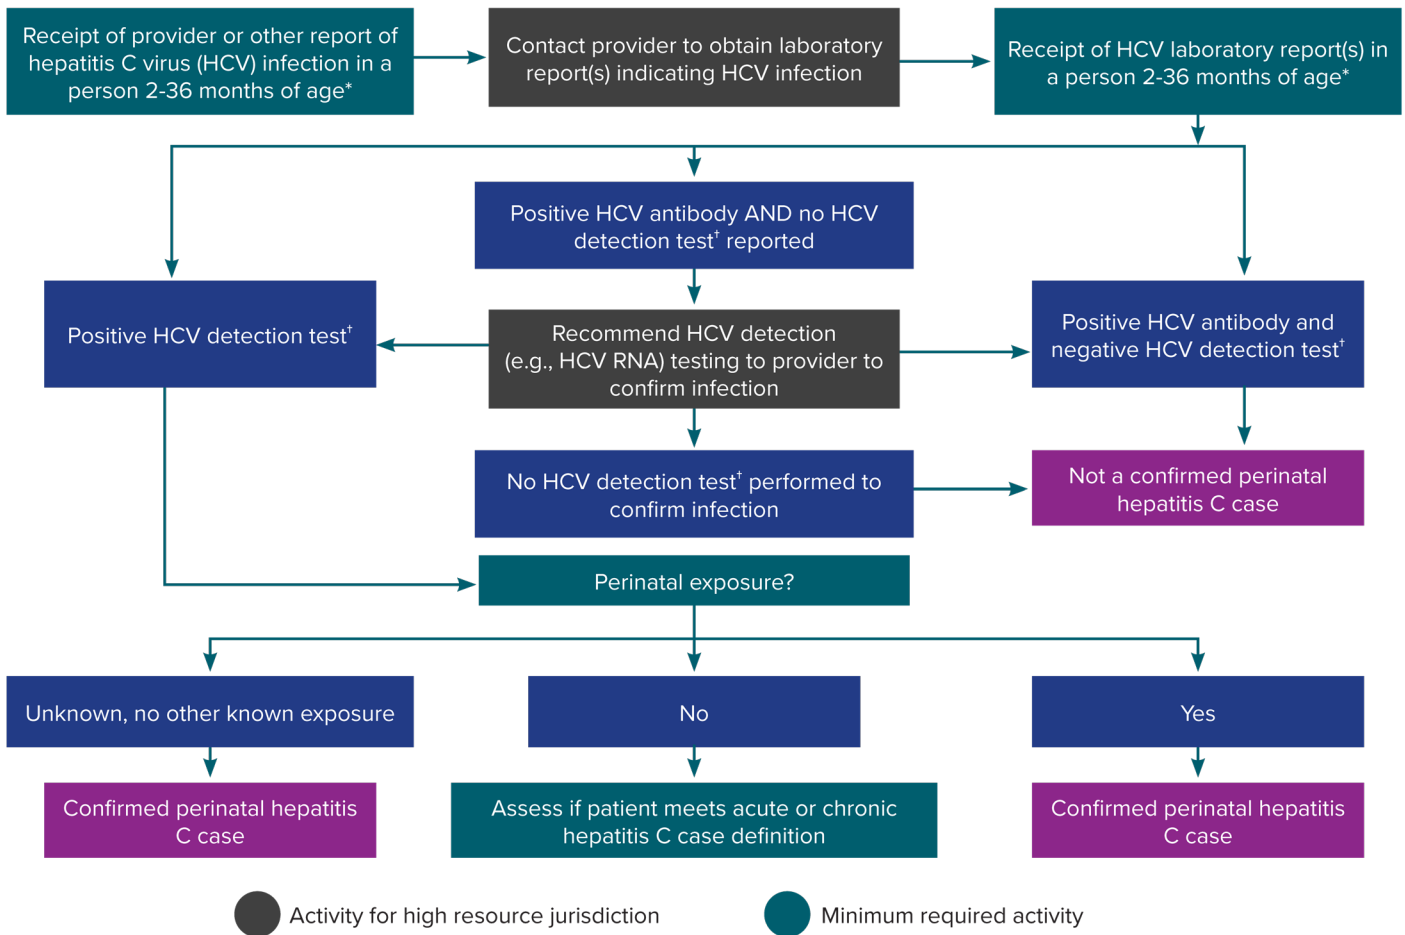 Receipt of provider or other report of
hepatitis C virus (HCV) infection in a
person 2-36 months of age*
Contact provider to obtain laboratory
report(s) indicating HCV infection
Receipt of HCV laboratory report(s) in
a person 2-36 months of age*
Positive HCV antibody AND no HCV
detection test† reported
Positive HCV detection test†
Recommend HCV detection
(e.g., HCV RNA) testing to provider to
confirm infection
Positive HCV antibody and
negative HCV detection test†
No HCV detection test† performed to
confirm infection
Not a confirmed perinatal
hepatitis C case
Perinatal exposure?
Unknown, no other known exposure
No
Yes
Confirmed perinatal hepatitis
C case
Assess if patient meets acute or chronic
hepatitis C case definition
Confirmed perinatal hepatitis
C case
Activity for high resource jurisdiction
Minimum required activity